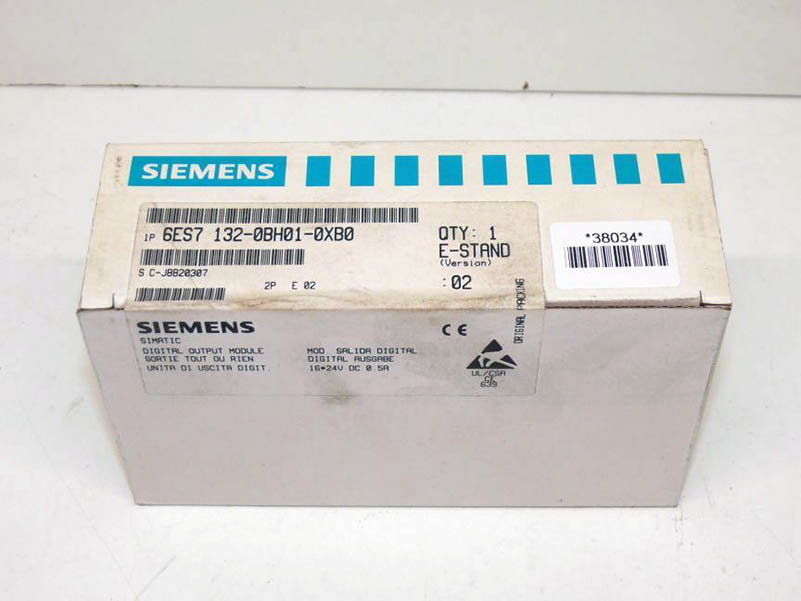 SIEMENS
1P 6ES7 132-0BH01-0XB0
QTY: 1
E-STAND
(Version)
:02
S C-J8B20307
2P E 02
*38034*
ORIGINAL PACKING
SIEMENS
SIMATIC
DIGITAL OUTPUT MODULE
SORTIE TOUT OU RIEN
UNITA DI USCITA DIGIT.
MOD. SALIDA DIGITAL
DIGITAL AUSGABE
16*24V DC 0.5A
CE
UL/CSA
CE
639